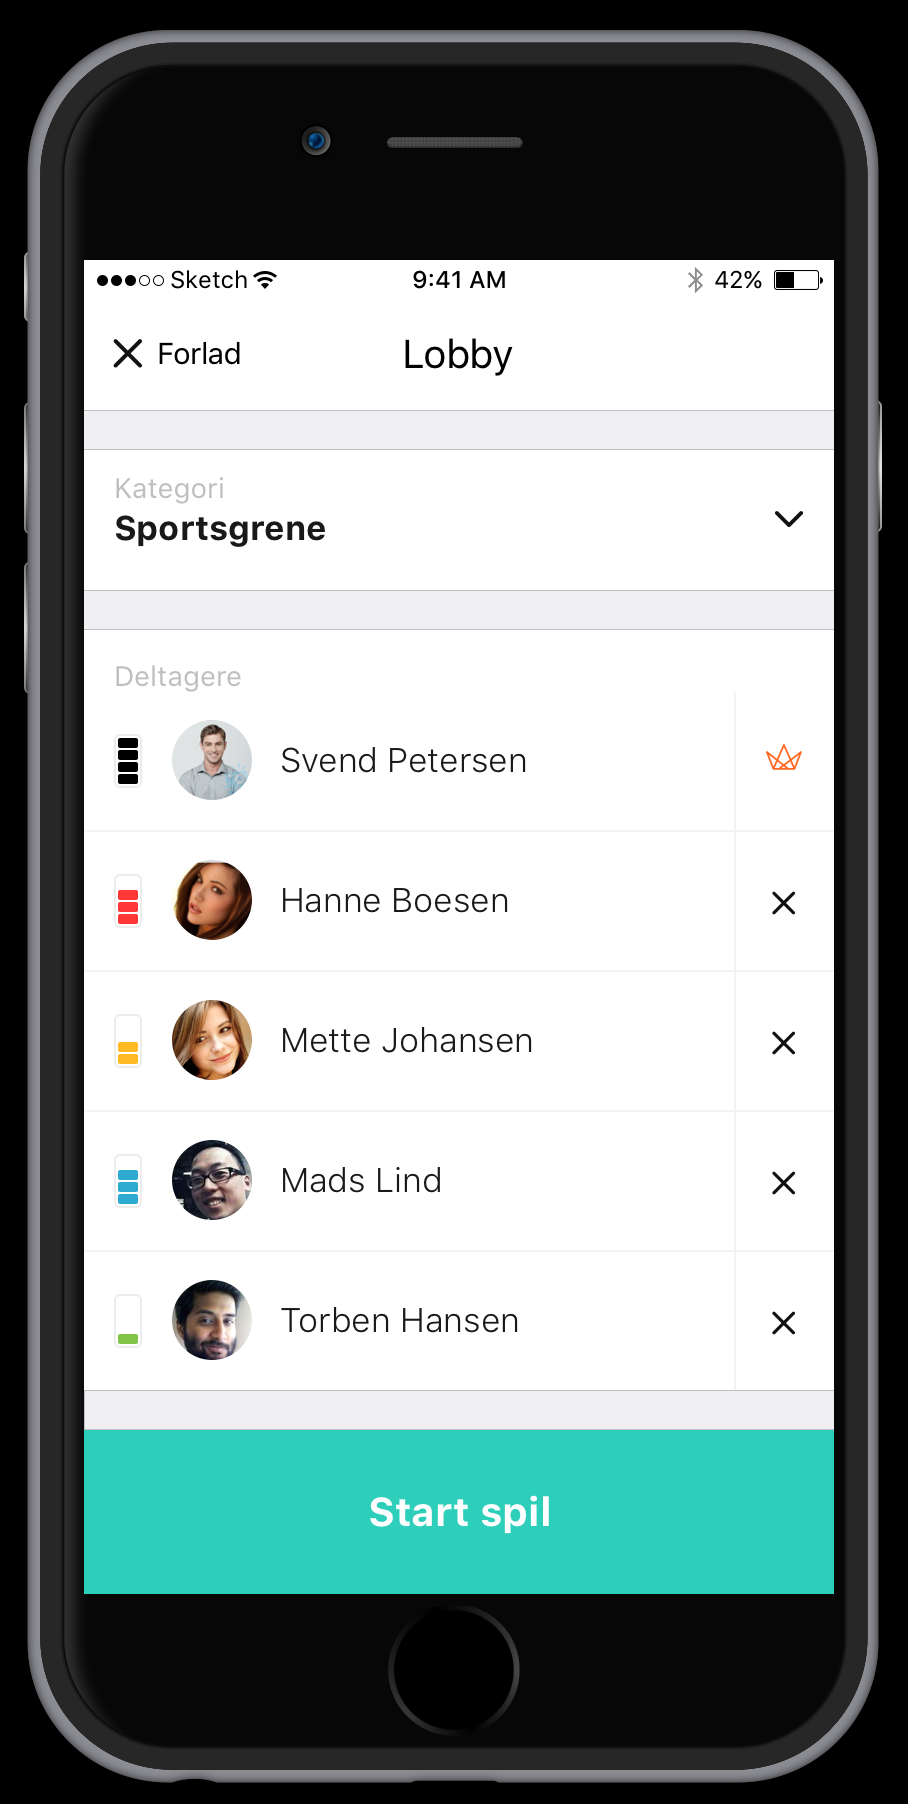 Sketch 9:41 AM 42%
Forlad Lobby
Kategori
Sportsgrene
Deltagere
Svend Petersen
Hanne Boesen
Mette Johansen
Mads Lind
Torben Hansen
Start spil